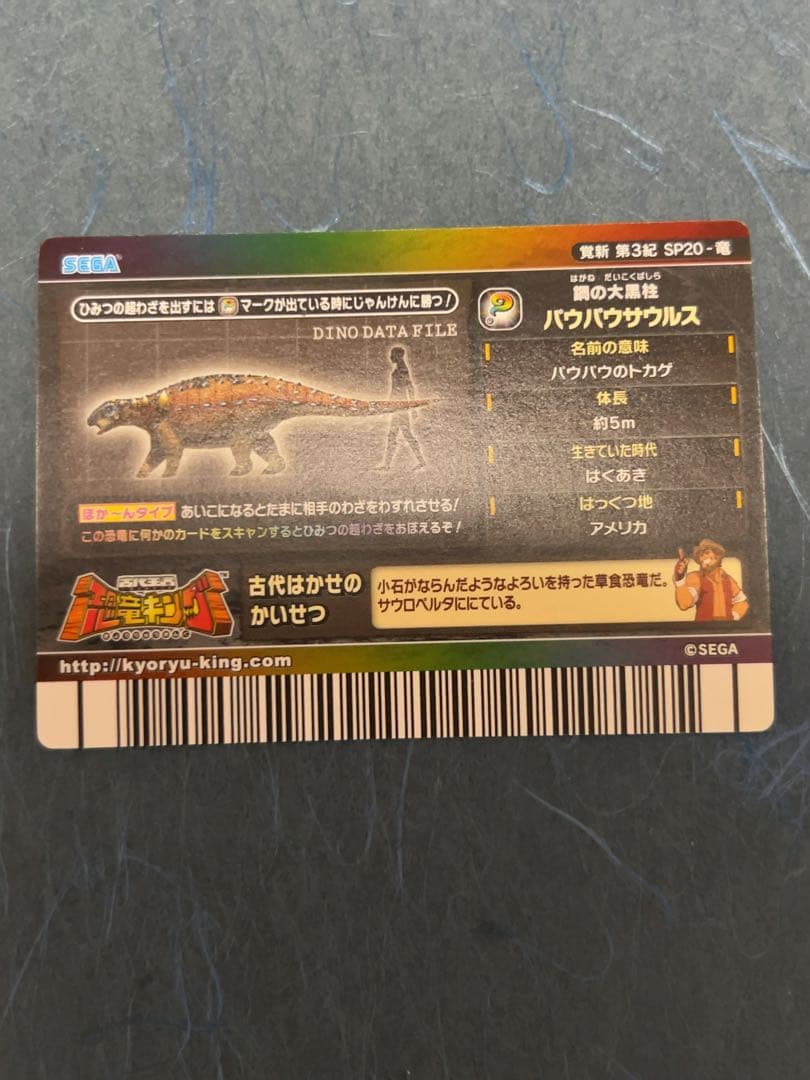 SEGA
覚新 第3紀 SP20-竜
ひみつの超わざを出すには ? マークが出ている時にじゃんけんに勝つ!
DINO DATA FILE
?
はがね だいこくばしら
鋼の大黒柱
パウパウサウルス
名前の意味
パウパウのトカゲ
体長
約5m
生きていた時代
はくあき
はっくつ地
アメリカ
ほか~んタイプ あいこになるとたまに相手のわざをわすれさせる!
この恐竜に何かのカードをスキャンするとひみつの超わざをおぼえるぞ!
古代王者
恐竜キング
TM
古代はかせの
かいせつ
小石がならんだようなよろいを持った草食恐竜だ。
サウロペルタににている。
http://kyoryu-king.com
©SEGA